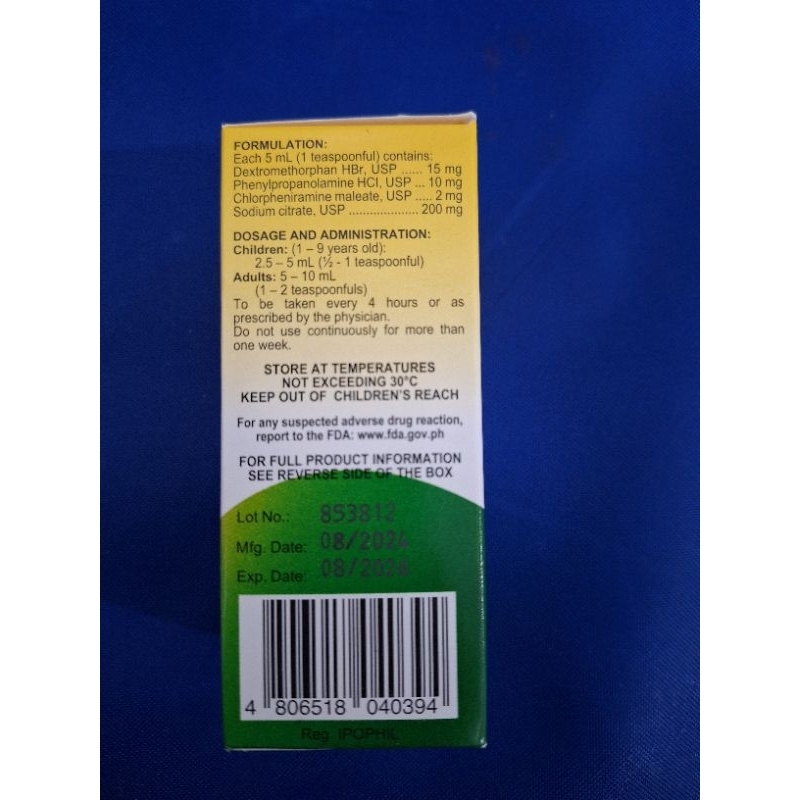 FORMULATION:
Each 5 mL (1 teaspoonful) contains:
Dextromethorphan HBr, USP ...... 15 mg
Phenylpropanolamine HCl, USP ... 10 mg
Chlorpheniramine maleate, USP ..... 2 mg
Sodium citrate, USP .................... 200 mg
DOSAGE AND ADMINISTRATION:
Children: (1 – 9 years old):
2.5 – 5 mL (½ - 1 teaspoonful)
Adults: 5 – 10 mL
(1 – 2 teaspoonfuls)
To be taken every 4 hours or as
prescribed by the physician.
Do not use continuously for more than
one week.
STORE AT TEMPERATURES
NOT EXCEEDING 30°C
KEEP OUT OF CHILDREN'S REACH
For any suspected adverse drug reaction,
report to the FDA: www.fda.gov.ph
FOR FULL PRODUCT INFORMATION
SEE REVERSE SIDE OF THE BOX
Lot No.: 853812
Mfg. Date: 08/2024
Exp. Date:
4 806518 040394
Reg. IPOPHIL